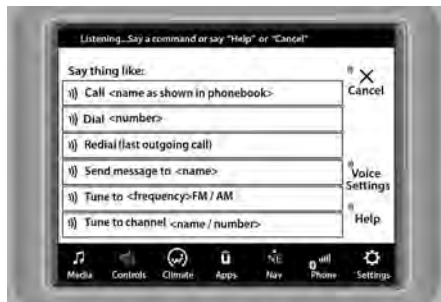 Listening...Say a command or say "Help" or "Cancel"
Say thing like:
Call <name as shown in phonebook>
Dial <number>
Redial (last outgoing call)
Send message to <name>
Tune to <frequency>FM / AM
Tune to channel <name / number>
Cancel
Voice
Settings
Help
NE
Media Controls Climate Apps Nav Phone Settings